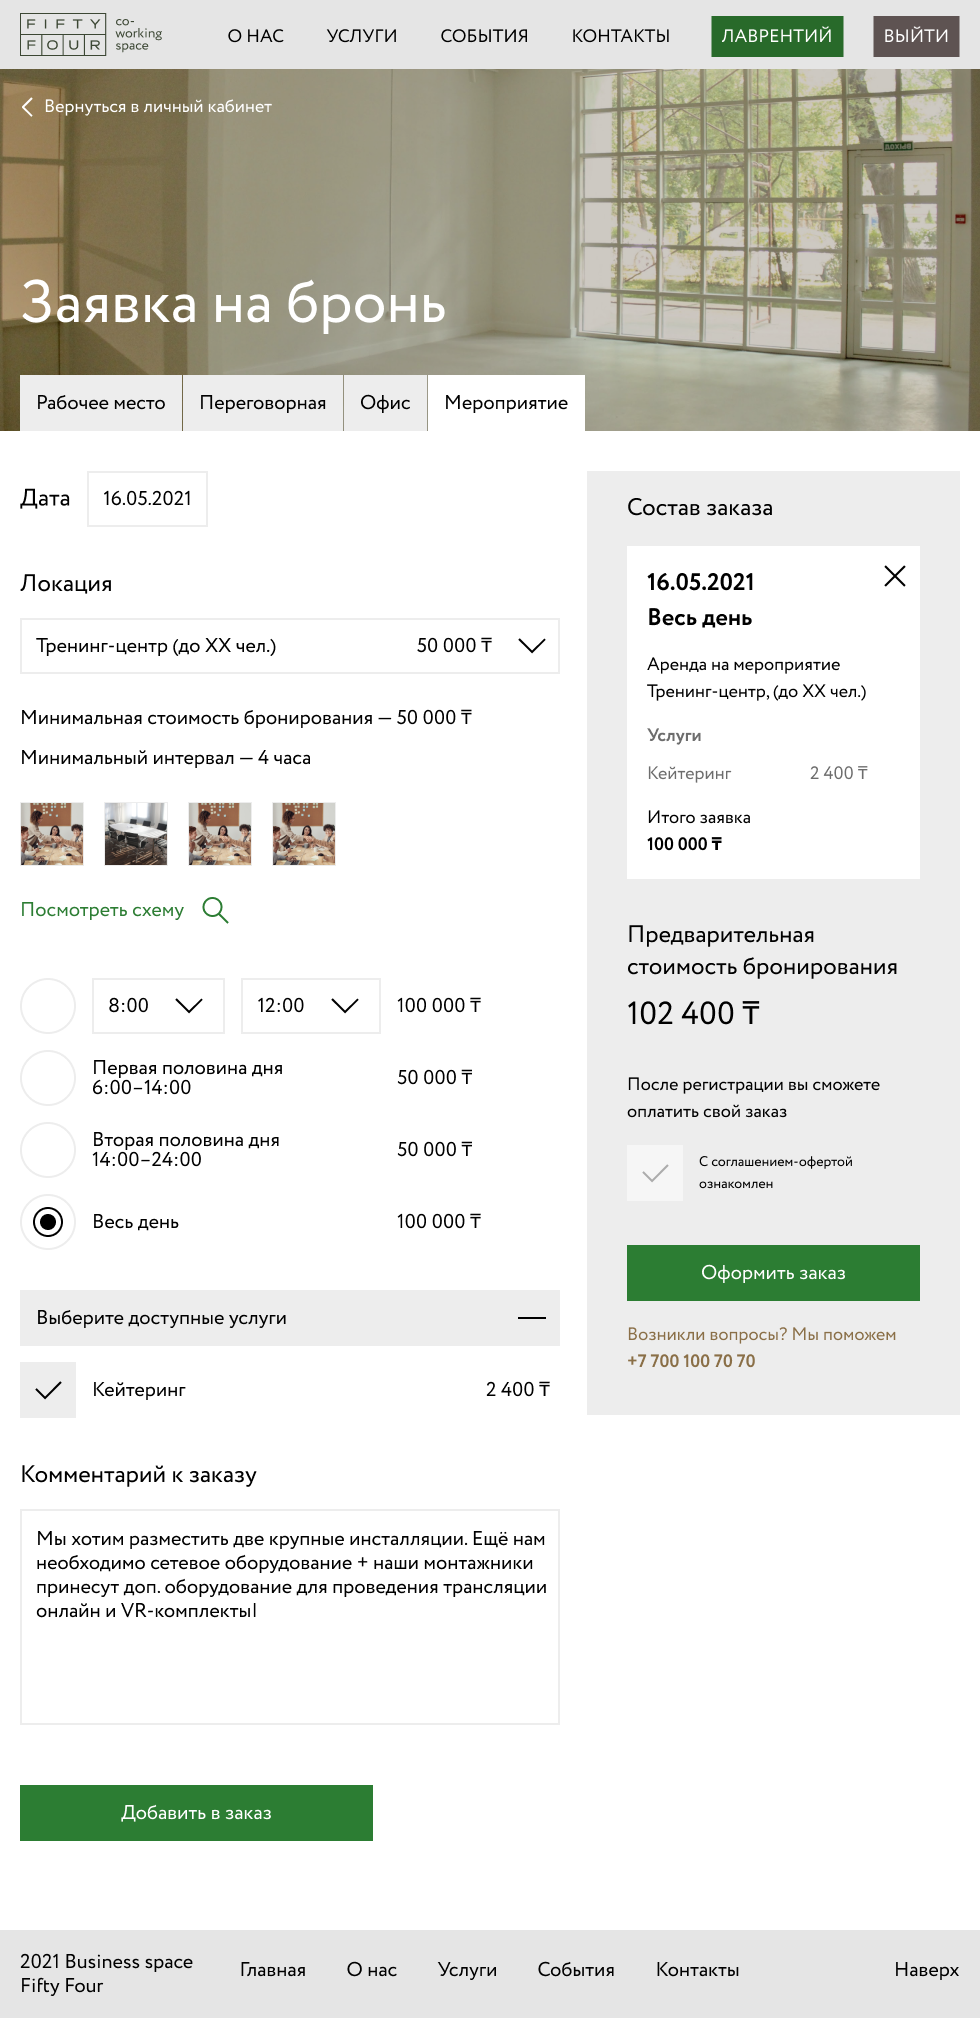 FIFTY
FOUR
co-
working
space
О НАС
УСЛУГИ
СОБЫТИЯ
КОНТАКТЫ
ЛАВРЕНТИЙ
ВЫЙТИ
Вернуться в личный кабинет
Заявка на бронь
Рабочее место
Переговорная
Офис
Мероприятие
Дата
16.05.2021
Локация
Тренинг-центр (до XX чел.)
50 000 ₸
Минимальная стоимость бронирования — 50 000 ₸
Минимальный интервал — 4 часа
Посмотреть схему
8:00
12:00
100 000 ₸
Первая половина дня
6:00–14:00
50 000 ₸
Вторая половина дня
14:00–24:00
50 000 ₸
Весь день
100 000 ₸
Выберите доступные услуги
Кейтеринг
2 400 ₸
Комментарий к заказу
Мы хотим разместить две крупные инсталляции. Ещё нам
необходимо сетевое оборудование + наши монтажники
принесут доп. оборудование для проведения трансляции
онлайн и VR-комплекты
Добавить в заказ
Состав заказа
16.05.2021
Весь день
Аренда на мероприятие
Тренинг-центр, (до XX чел.)
Услуги
Кейтеринг
2 400 ₸
Итого заявка
100 000 ₸
Предварительная
стоимость бронирования
102 400 ₸
После регистрации вы сможете
оплатить свой заказ
С соглашением-офертой
ознакомлен
Оформить заказ
Возникли вопросы? Мы поможем
+7 700 100 70 70
2021 Business space
Fifty Four
Главная
О нас
Услуги
События
Контакты
Наверх